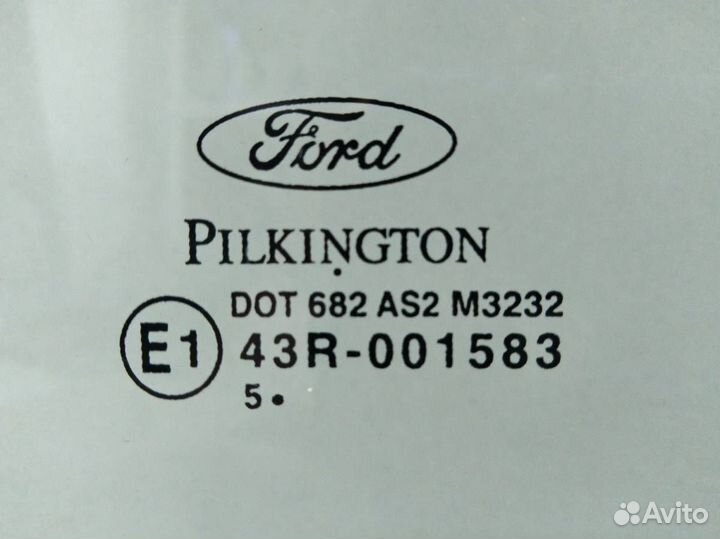 Ford
PILKINGTON
DOT 682 AS2 M3232
E1 43R-001583
5 •
Avito